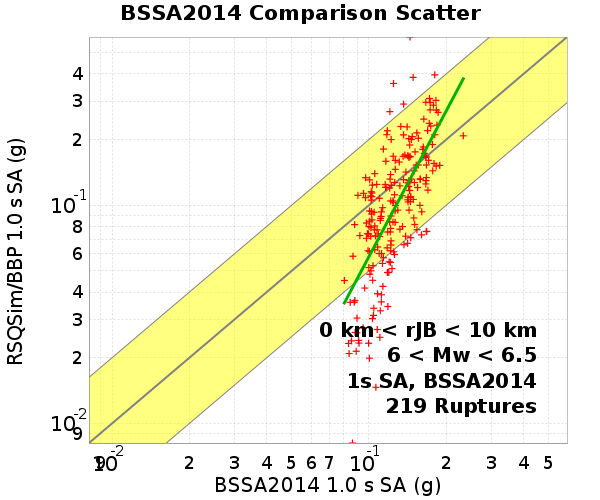 BSSA2014 Comparison Scatter
RSQSim/BBP 1.0 s SA (g)
4
3
2
10^-1
8
6
4
3
2
10^-2
9
0 km < rJB < 10 km
6 < Mw < 6.5
1s SA, BSSA2014
219 Ruptures
9 10^-2 2 3 4 5 6 7 10^-1 2 3 4 5
BSSA2014 1.0 s SA (g)